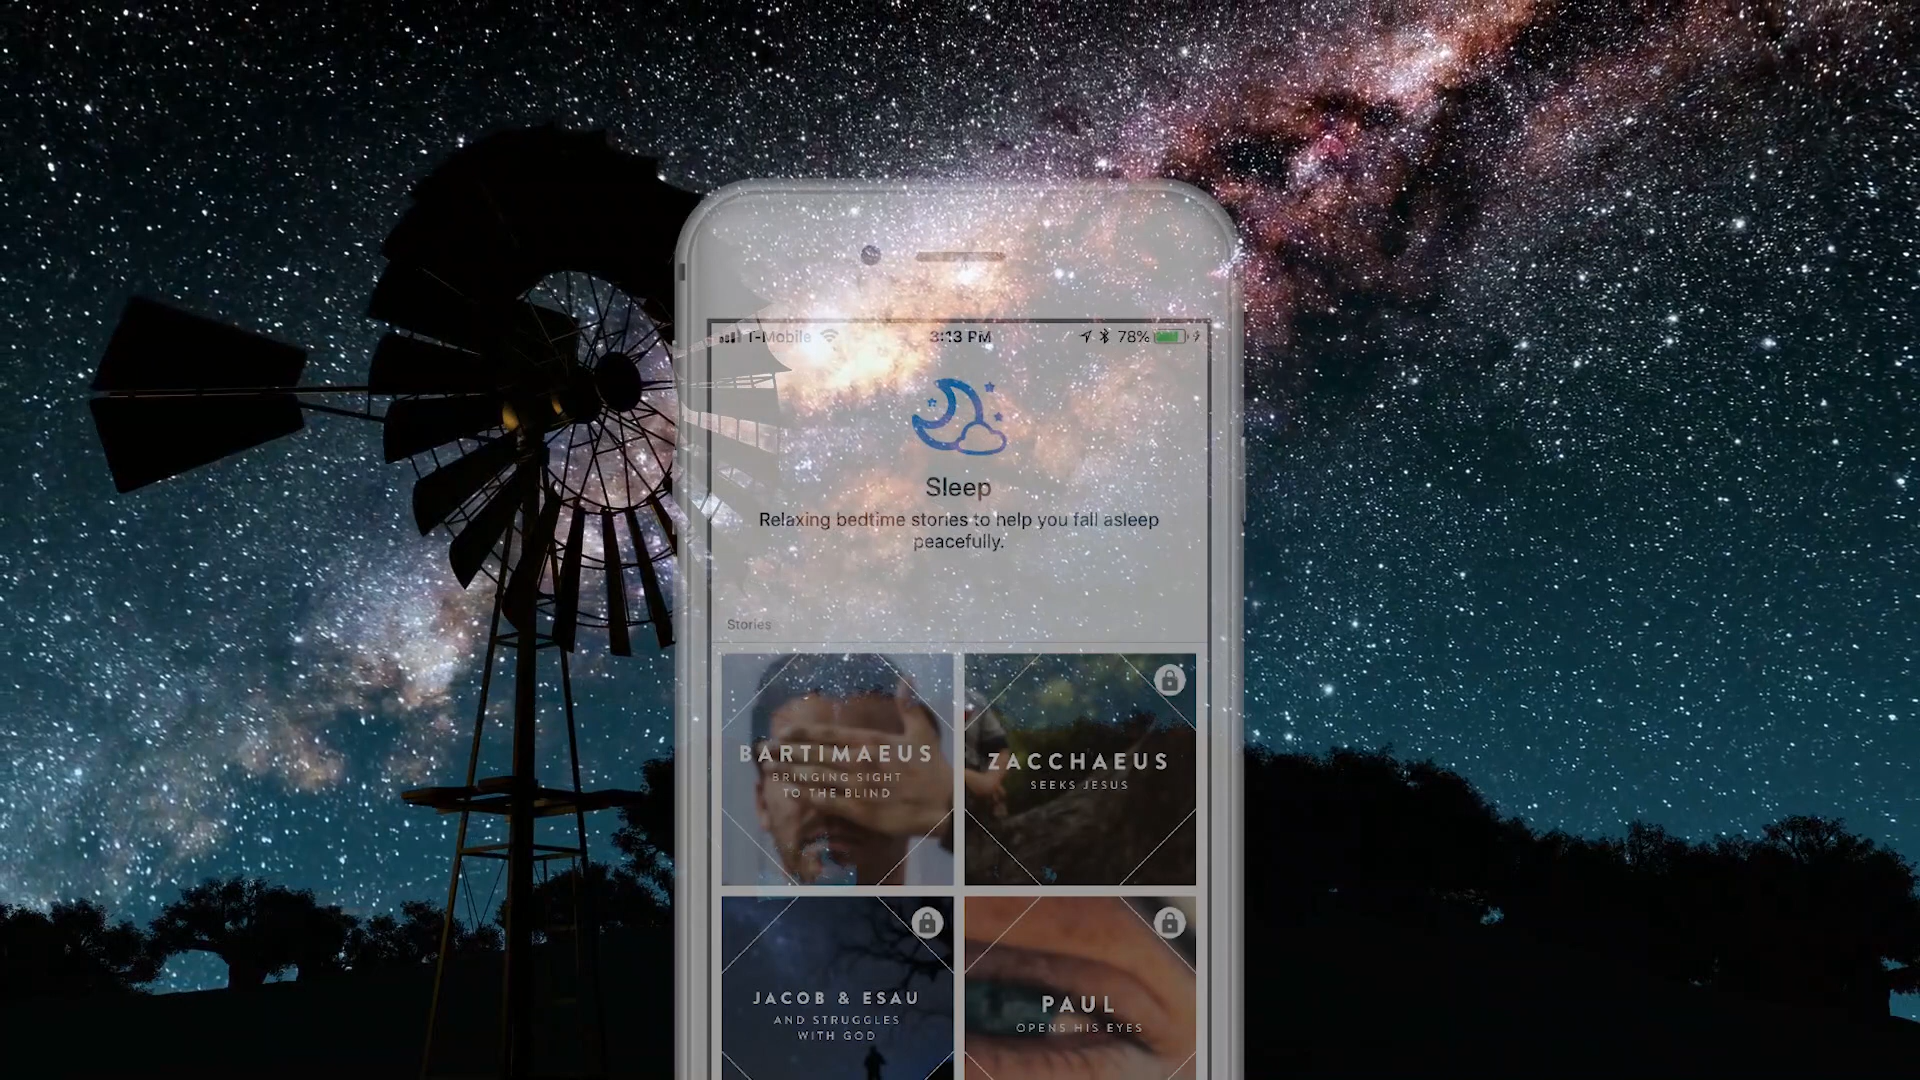 T-Mobile 3:13 PM 78%
Sleep
Relaxing bedtime stories to help you fall asleep
peacefully.
Stories
BARTIMAEUS
BRINGING SIGHT
TO THE BLIND
ZACCHAEUS
SEEKS JESUS
JACOB & ESAU
AND STRUGGLES
WITH GOD
PAUL
OPENS HIS EYES